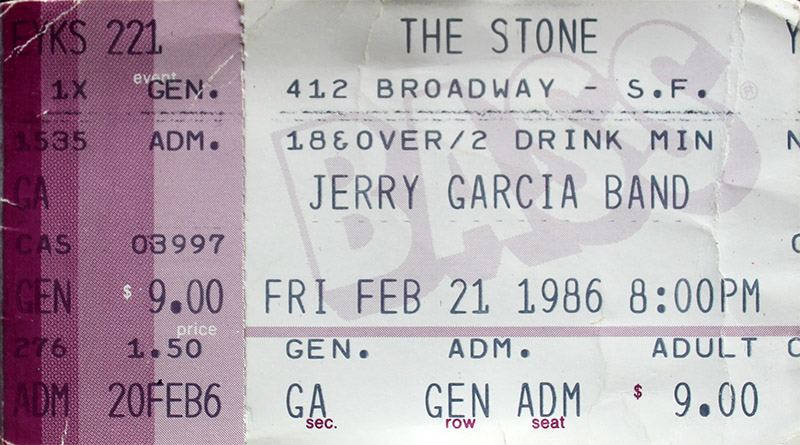 EYKS 221
1X event GEN.
1535 ADM.
GA
CAS 03997
GEN $ 9.00
price
276 1.50
ADM 20FEB6
THE STONE
412 BROADWAY - S.F.
18&OVER/2 DRINK MIN
JERRY GARCIA BAND
BASS ®
FRI FEB 21 1986 8:00PM
GEN. ADM. ADULT
GA GEN ADM $ 9.00
sec. row seat